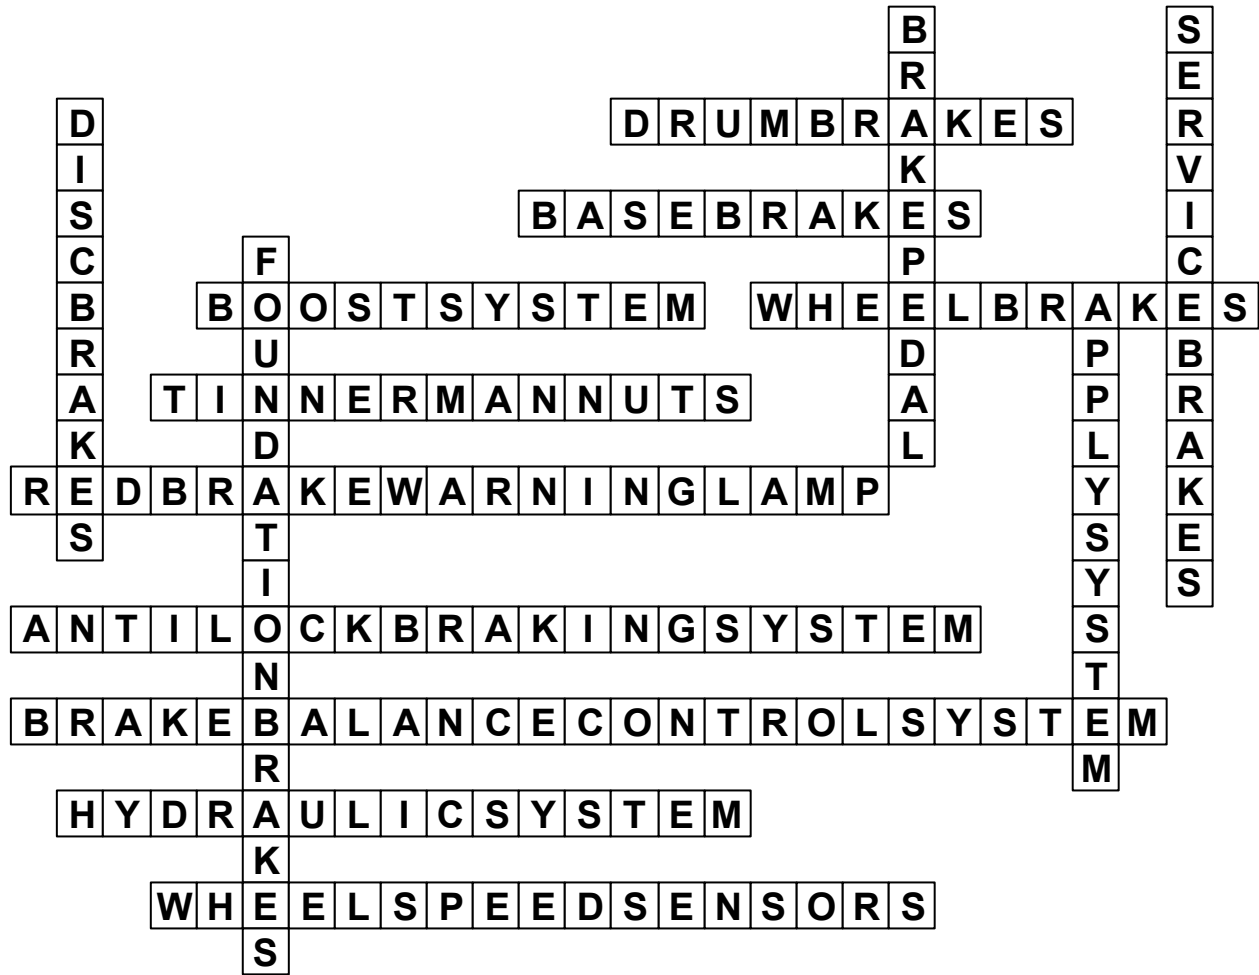 BRAKEPEDAL
SERVICEBRAKES
DISCBRAKES
DRUMBRAKES
BASEBRAKES
FOUNDATIONBRAKES
BOOSTSYSTEM
WHEELBRAKES
APPLYSYSTEM
TINNERMANNUTS
REDBRAKEWARNINGLAMP
ANTILOCKBRAKINGSYSTEM
BRAKEBALANCECONTROLSYSTEM
HYDRAULICSYSTEM
WHEELSPEEDSENSORS